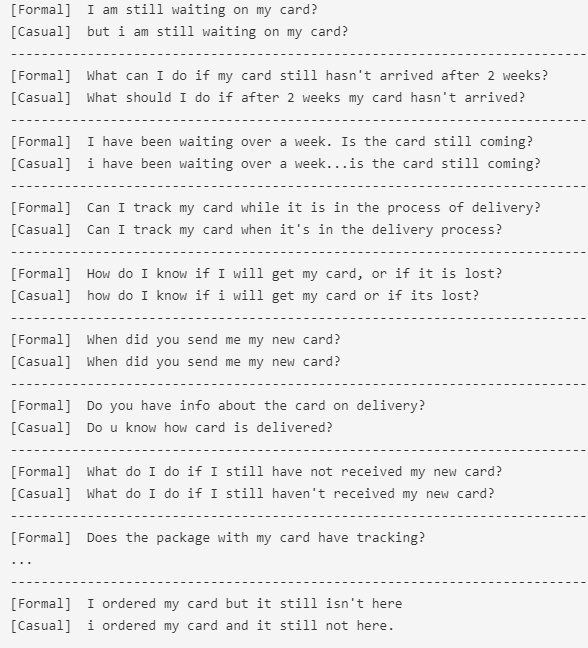 [Formal] I am still waiting on my card?
[Casual] but i am still waiting on my card?
--------------------------------------------------------------------------------
[Formal] What can I do if my card still hasn't arrived after 2 weeks?
[Casual] What should I do if after 2 weeks my card hasn't arrived?
--------------------------------------------------------------------------------
[Formal] I have been waiting over a week. Is the card still coming?
[Casual] i have been waiting over a week...is the card still coming?
--------------------------------------------------------------------------------
[Formal] Can I track my card while it is in the process of delivery?
[Casual] Can I track my card when it's in the delivery process?
--------------------------------------------------------------------------------
[Formal] How do I know if I will get my card, or if it is lost?
[Casual] how do I know if i will get my card or if its lost?
--------------------------------------------------------------------------------
[Formal] When did you send me my new card?
[Casual] When did you send me my new card?
--------------------------------------------------------------------------------
[Formal] Do you have info about the card on delivery?
[Casual] Do u know how card is delivered?
--------------------------------------------------------------------------------
[Formal] What do I do if I still have not received my new card?
[Casual] What do I do if I still haven't received my new card?
--------------------------------------------------------------------------------
[Formal] Does the package with my card have tracking?
...
--------------------------------------------------------------------------------
[Formal] I ordered my card but it still isn't here
[Casual] i ordered my card and it still not here.